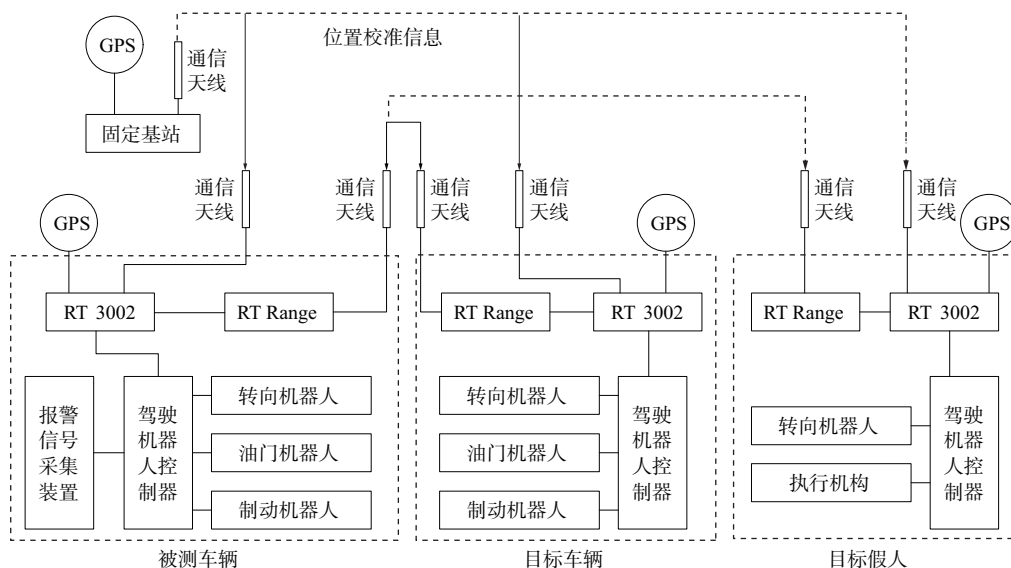 GPS
通信
天线
位置校准信息
固定基站
通信
天线
通信
天线
通信
天线
通信
天线
通信
天线
通信
天线
GPS
GPS
GPS
RT 3002
RT Range
RT Range
RT 3002
RT Range
RT 3002
报警
信号
采集
装置
驾驶
机器
人控
制器
转向机器人
油门机器人
制动机器人
转向机器人
油门机器人
制动机器人
驾驶
机器
人控
制器
转向机器人
执行机构
驾驶
机器
人控
制器
被测车辆
目标车辆
目标假人